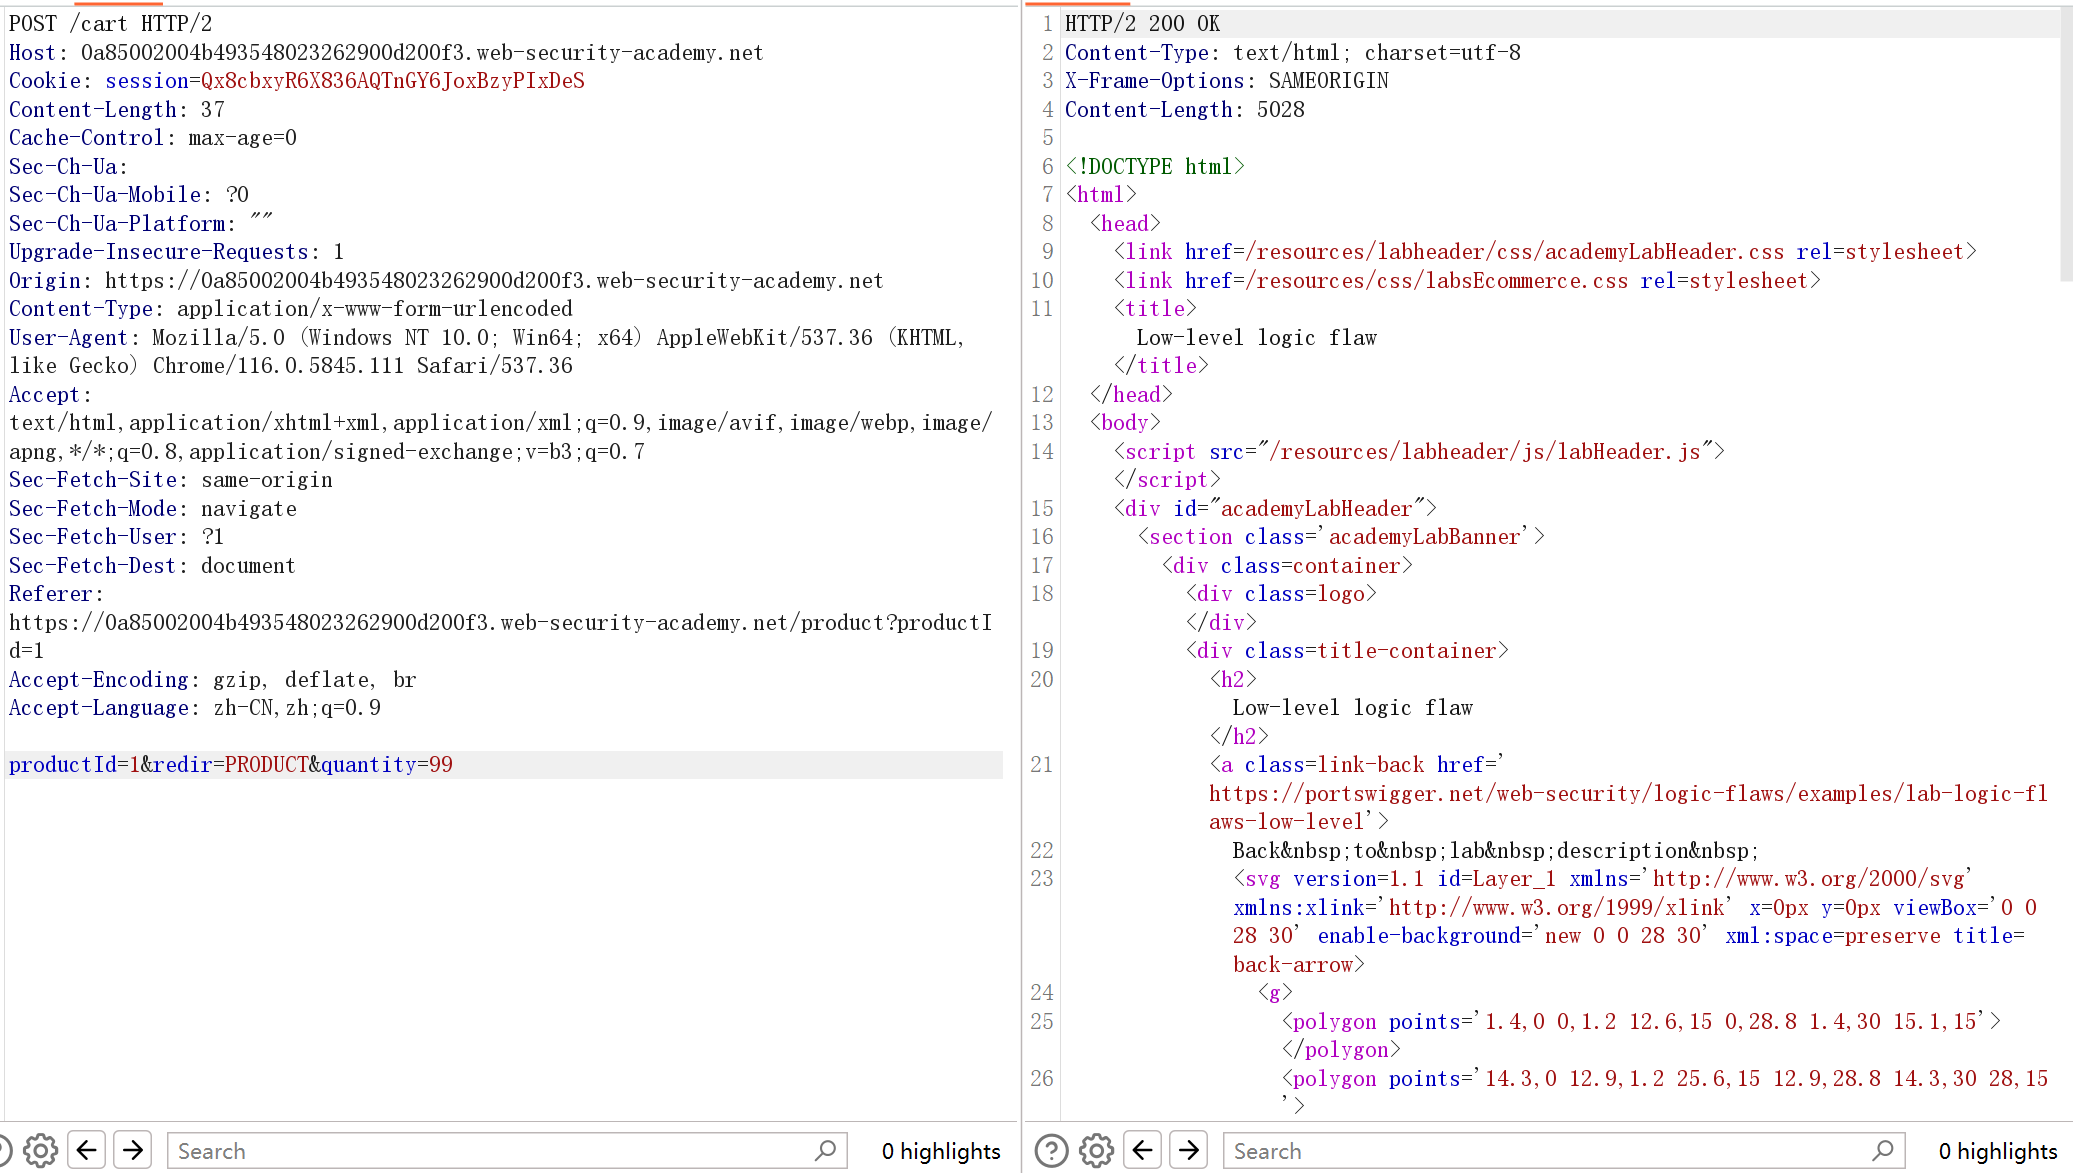 POST /cart HTTP/2
Host: 0a85002004b493548023262900d200f3.web-security-academy.net
Cookie: session=Qx8cbxyR6X836AQTnGY6JoxBzyPIxDeS
Content-Length: 37
Cache-Control: max-age=0
Sec-Ch-Ua:
Sec-Ch-Ua-Mobile: ?0
Sec-Ch-Ua-Platform: ""
Upgrade-Insecure-Requests: 1
Origin: https://0a85002004b493548023262900d200f3.web-security-academy.net
Content-Type: application/x-www-form-urlencoded
User-Agent: Mozilla/5.0 (Windows NT 10.0; Win64; x64) AppleWebKit/537.36 (KHTML,
like Gecko) Chrome/116.0.5845.111 Safari/537.36
Accept:
text/html,application/xhtml+xml,application/xml;q=0.9,image/avif,image/webp,image/
apng,*/*;q=0.8,application/signed-exchange;v=b3;q=0.7
Sec-Fetch-Site: same-origin
Sec-Fetch-Mode: navigate
Sec-Fetch-User: ?1
Sec-Fetch-Dest: document
Referer:
https://0a85002004b493548023262900d200f3.web-security-academy.net/product?productI
d=1
Accept-Encoding: gzip, deflate, br
Accept-Language: zh-CN,zh;q=0.9
productId=1&redir=PRODUCT&quantity=99
Search
0 highlights
1 HTTP/2 200 OK
2 Content-Type: text/html; charset=utf-8
3 X-Frame-Options: SAMEORIGIN
4 Content-Length: 5028
5
6 <!DOCTYPE html>
7 <html>
8 <head>
9 <link href=/resources/labheader/css/academyLabHeader.css rel=stylesheet>
10 <link href=/resources/css/labsEcommerce.css rel=stylesheet>
11 <title>
Low-level logic flaw
</title>
12 </head>
13 <body>
14 <script src="/resources/labheader/js/labHeader.js">
</script>
15 <div id="academyLabHeader">
16 <section class='academyLabBanner'>
17 <div class=container>
18 <div class=logo>
</div>
19 <div class=title-container>
20 <h2>
Low-level logic flaw
</h2>
21 <a class=link-back href='
https://portswigger.net/web-security/logic-flaws/examples/lab-logic-fl
aws-low-level'>
22 Back&nbsp;to&nbsp;lab&nbsp;description&nbsp;
23 <svg version=1.1 id=Layer_1 xmlns='http://www.w3.org/2000/svg'
xmlns:xlink='http://www.w3.org/1999/xlink' x=0px y=0px viewBox='0 0
28 30' enable-background='new 0 0 28 30' xml:space=preserve title=
back-arrow>
24 <g>
25 <polygon points='1.4,0 0,1.2 12.6,15 0,28.8 1.4,30 15.1,15'>
</polygon>
26 <polygon points='14.3,0 12.9,1.2 25.6,15 12.9,28.8 14.3,30 28,15
'>
Search
0 highlights